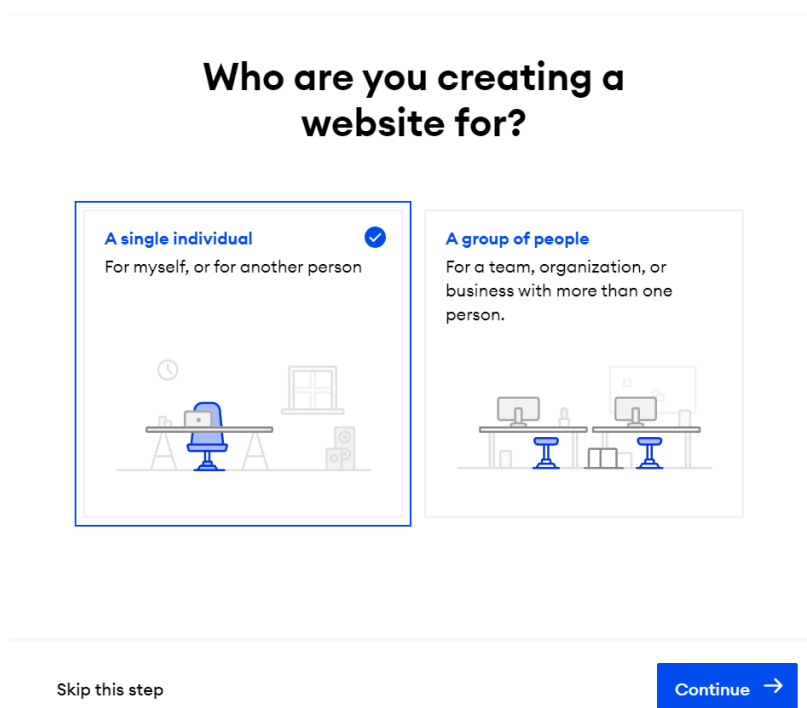 Who are you creating a
website for?
A single individual
For myself, or for another person
A group of people
For a team, organization, or
business with more than one
person.
Skip this step
Continue